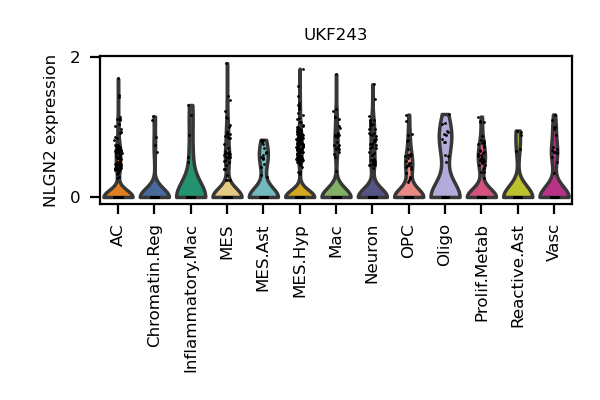 UKF243
NLGN2 expression
2
0
AC
Chromatin.Reg
Inflammatory.Mac
MES
MES.Ast
MES.Hyp
Mac
Neuron
OPC
Oligo
Prolif.Metab
Reactive.Ast
Vasc